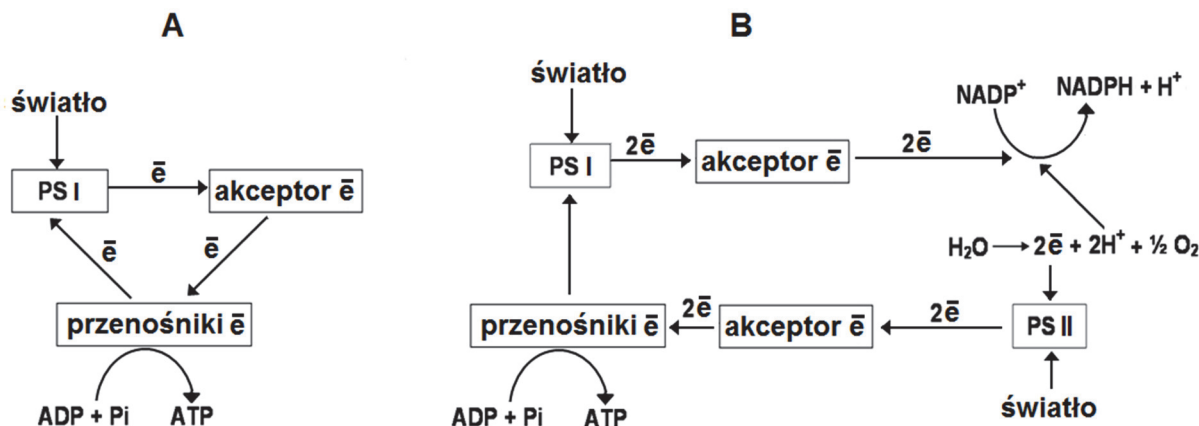 A
światło
PS I
ē
akceptor ē
ē
ē
przenośniki ē
ADP + Pi ATP
B
światło
NADP⁺ NADPH + H⁺
PS I 2ē akceptor ē 2ē
H₂O → 2ē + 2H⁺ + ½ O₂
przenośniki ē 2ē akceptor ē 2ē PS II
ADP + Pi ATP
światło